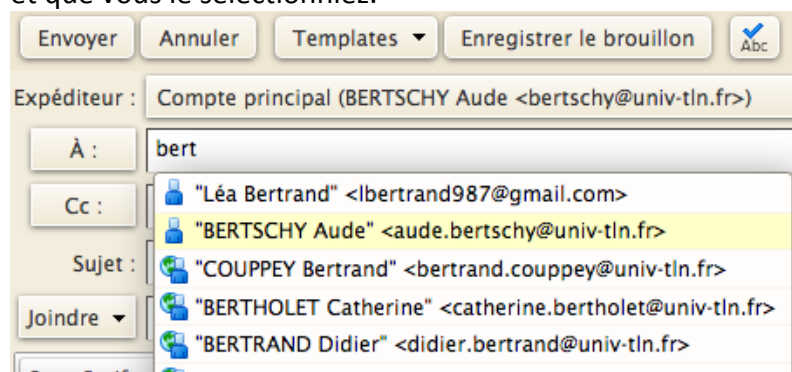 et que vous le sélectionniez.
Envoyer Annuler Templates Enregistrer le brouillon Abc
Expéditeur : Compte principal (BERTSCHY Aude <bertschy@univ-tln.fr>)
À : bert
"Léa Bertrand" <lbertrand987@gmail.com>
Cc :
"BERTSCHY Aude" <aude.bertschy@univ-tln.fr>
Sujet :
"COUPPEY Bertrand" <bertrand.couppey@univ-tln.fr>
Joindre
"BERTHOLET Catherine" <catherine.bertholet@univ-tln.fr>
"BERTRAND Didier" <didier.bertrand@univ-tln.fr>